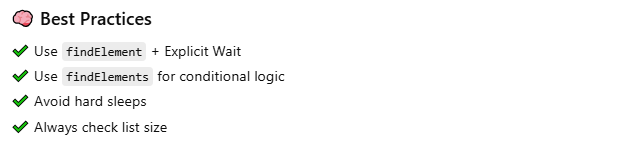 🧠 Best Practices
✔ Use findElement + Explicit Wait
✔ Use findElements for conditional logic
✔ Avoid hard sleeps
✔ Always check list size